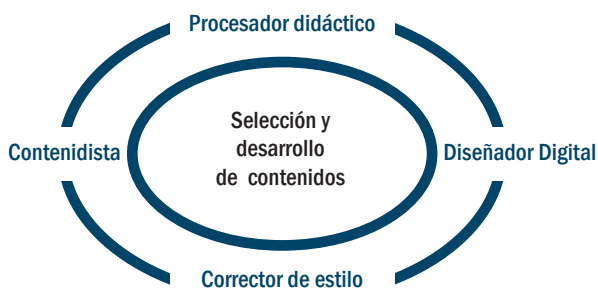 Procesador didáctico
Selección y
desarrollo
de contenidos
Contenidista
Diseñador Digital
Corrector de estilo